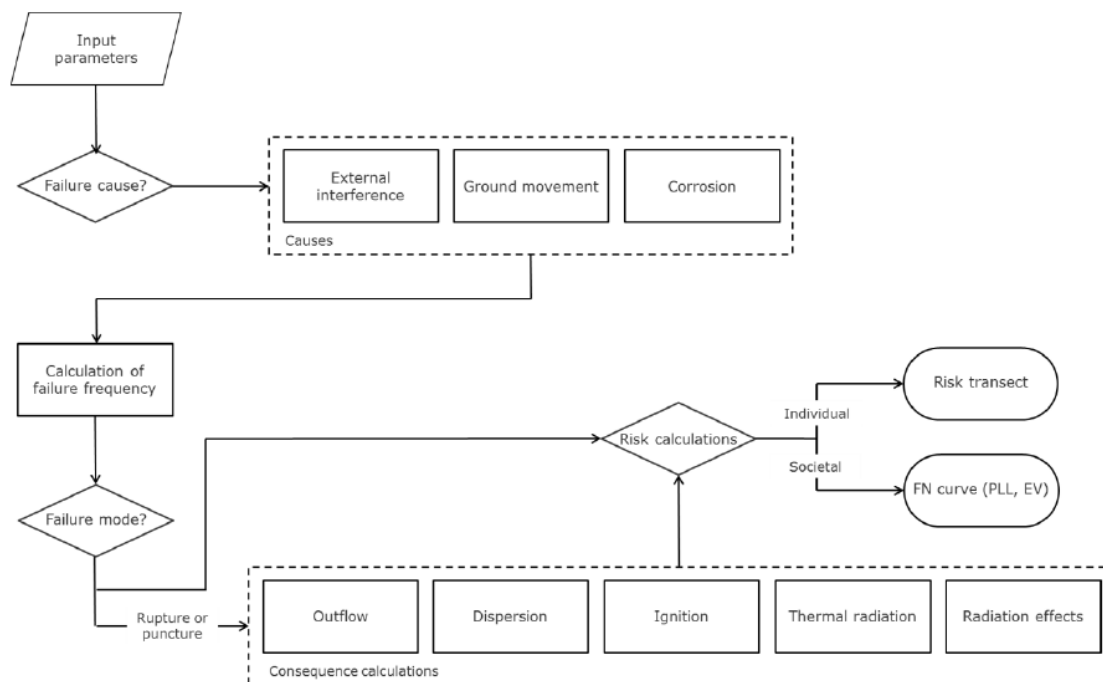 Input
parameters
Failure cause?
External
interference
Ground movement
Corrosion
Causes
Calculation of
failure frequency
Risk transect
Individual
Risk calculations
Societal
FN curve (PLL, EV)
Failure mode?
Rupture or
puncture
Outflow
Dispersion
Ignition
Thermal radiation
Radiation effects
Consequence calculations